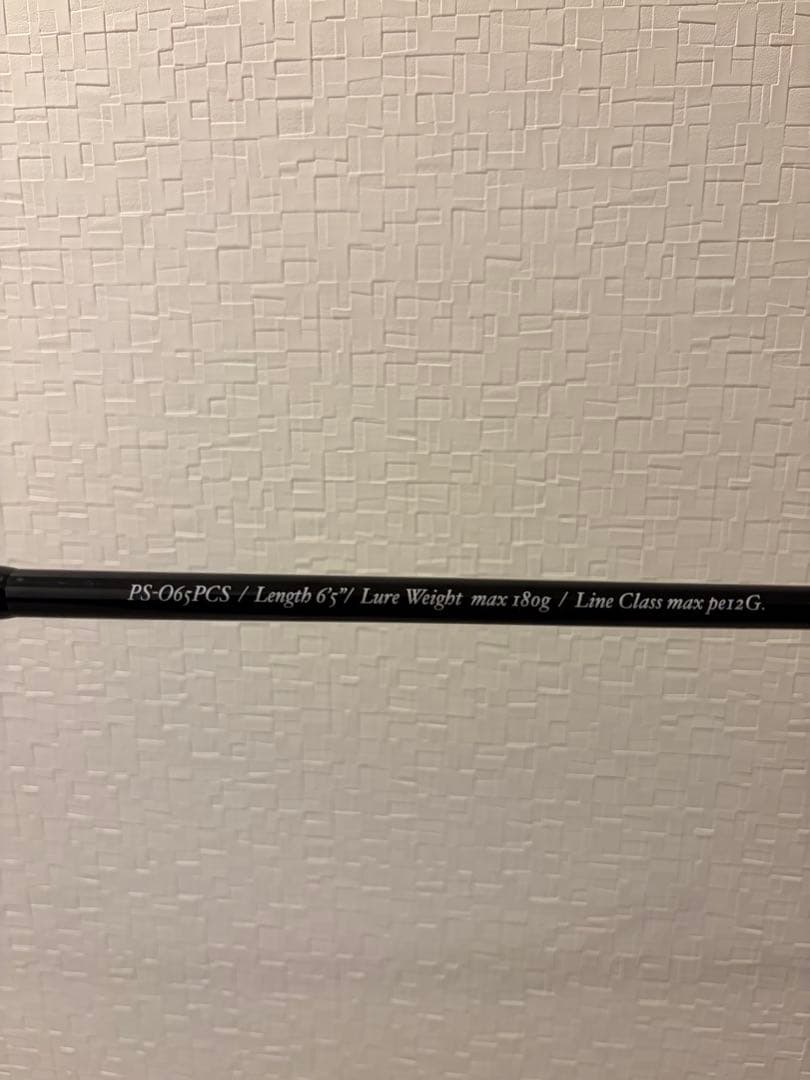 PS-O65PCS / Length 6'5"/ Lure Weight max 180g / Line Class max pe12G.